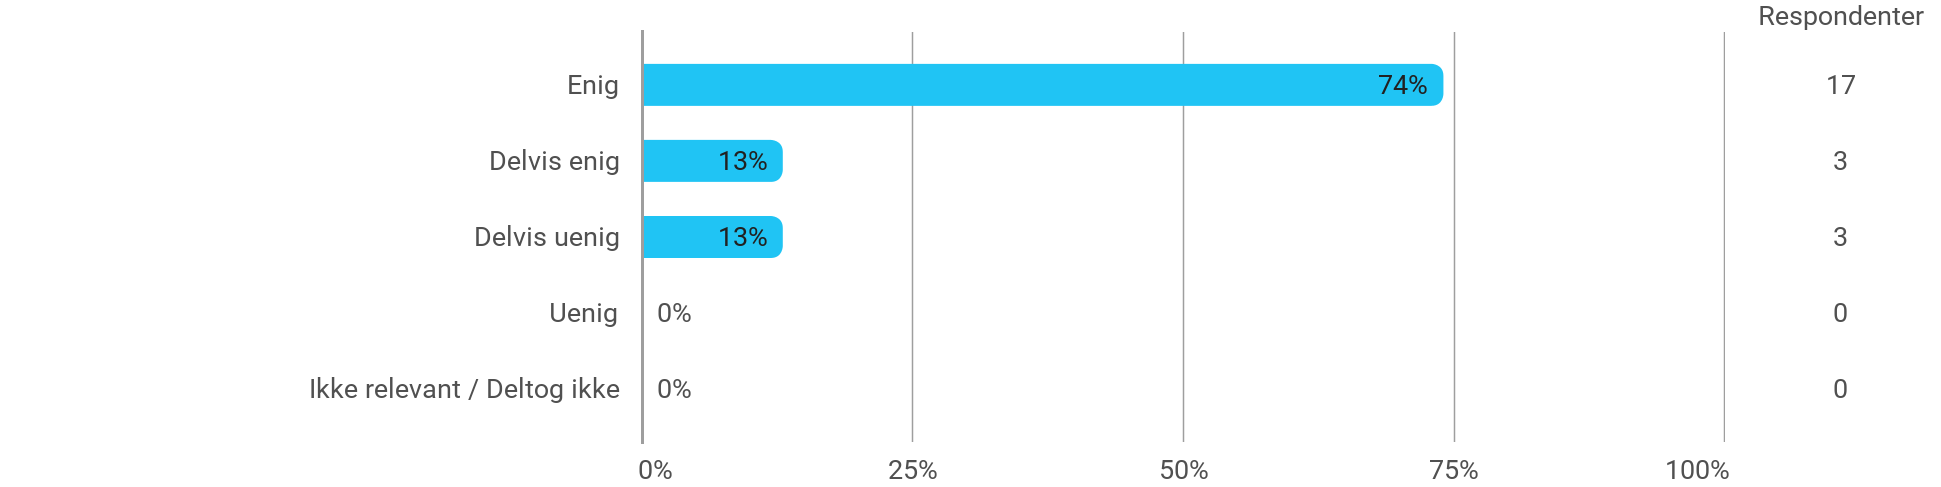 Respondenter
Enig 74% 17
Delvis enig 13% 3
Delvis uenig 13% 3
Uenig 0% 0
Ikke relevant / Deltog ikke 0% 0
0% 25% 50% 75% 100%